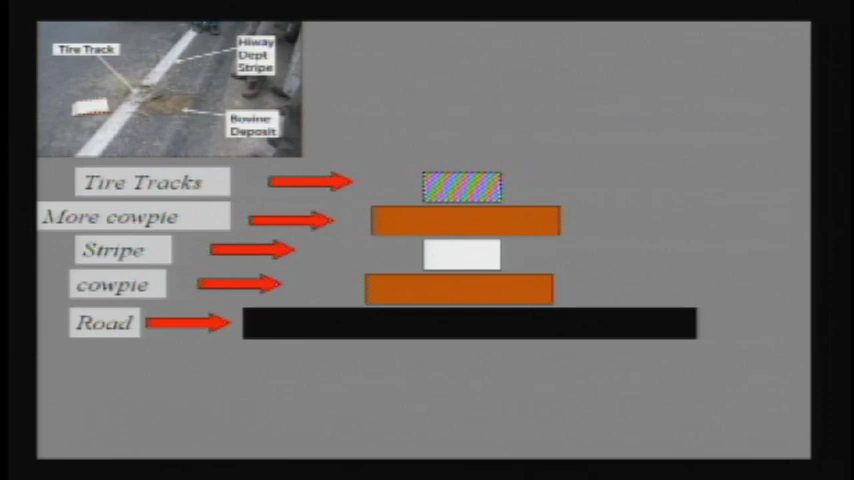 Tire Track
Hiway
Dept
Stripe
Bovine
Deposit
Tire Tracks
More cowpie
Stripe
cowpie
Road